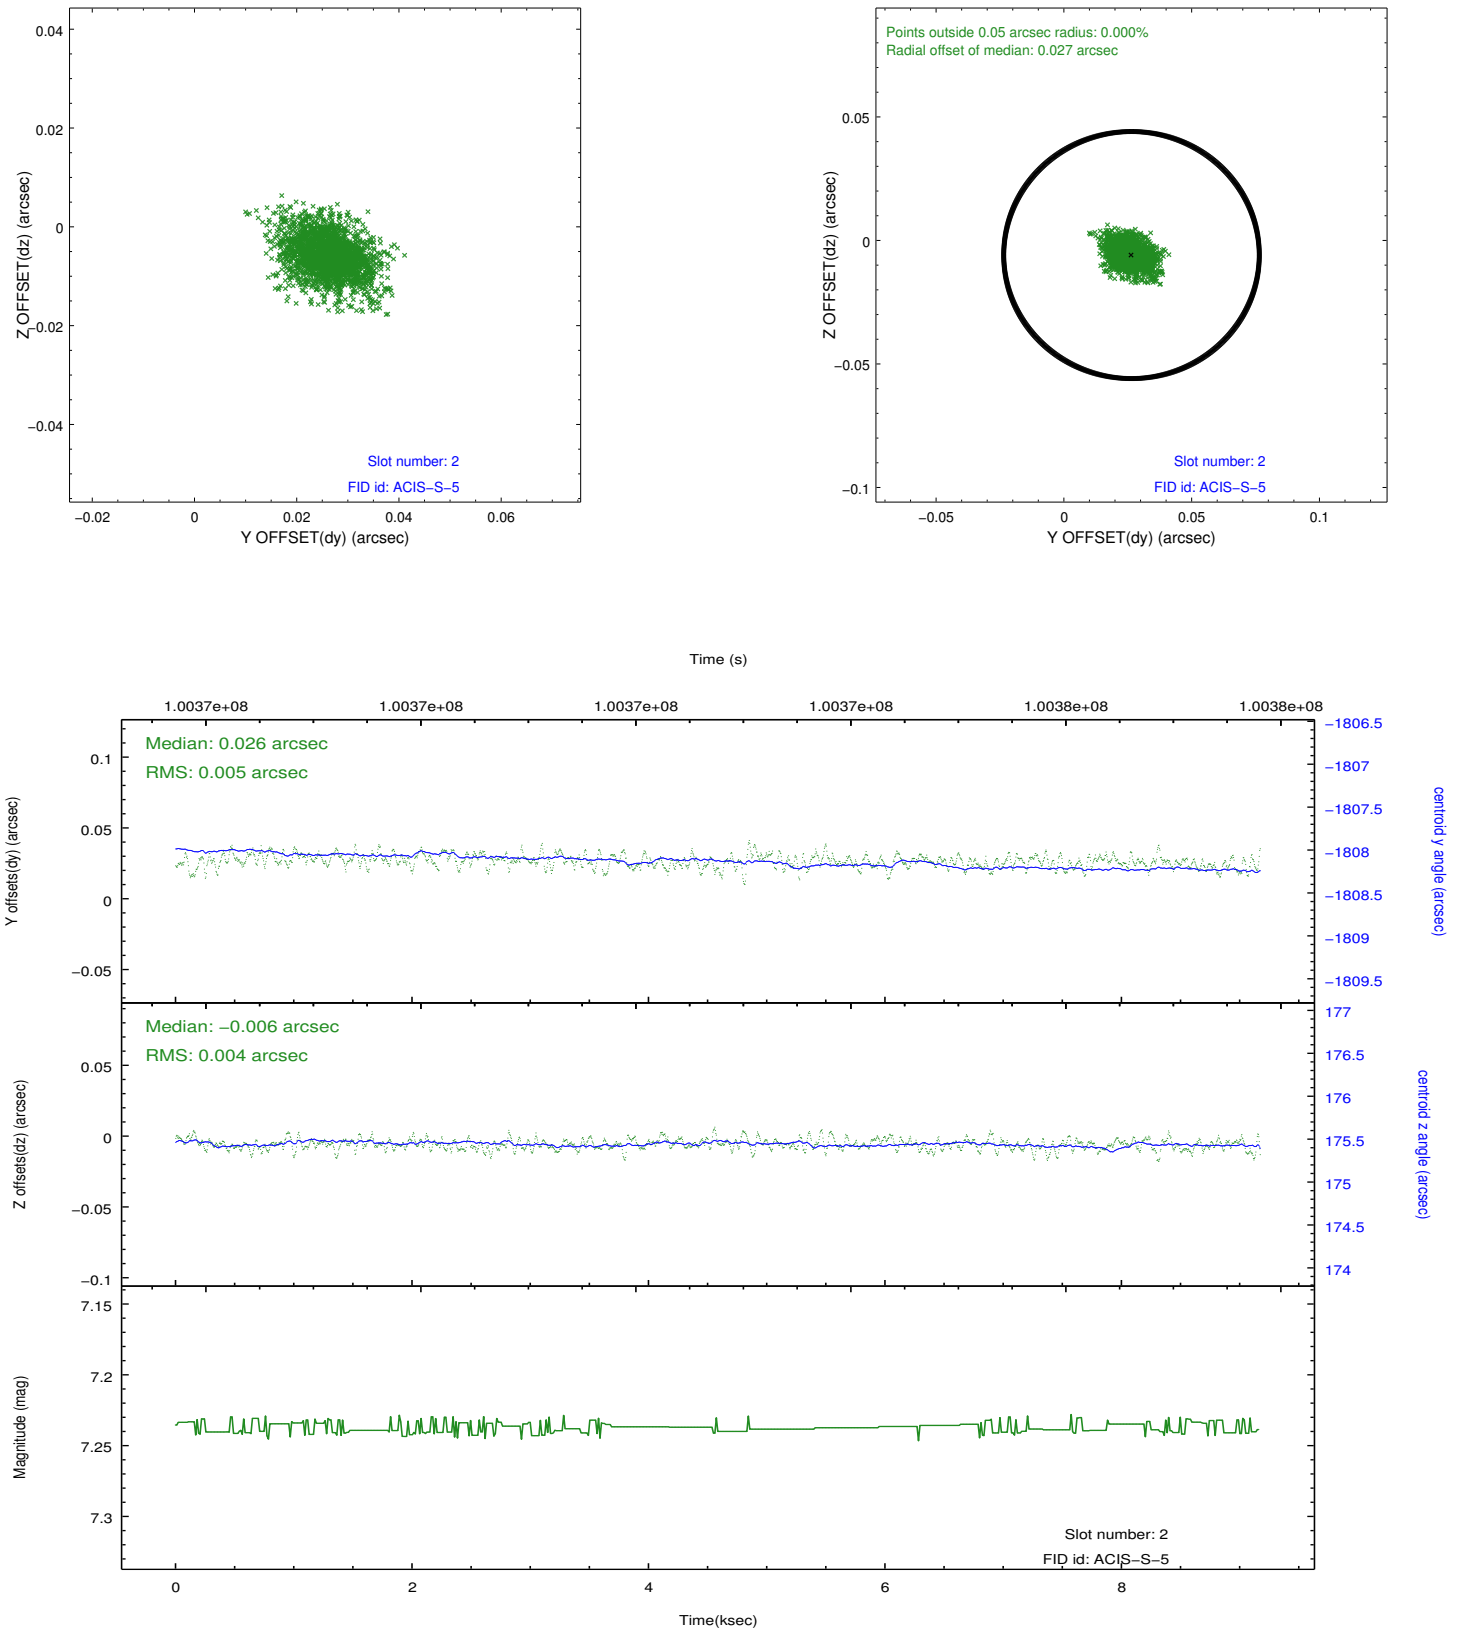 0.04
0.02
0
−0.02
−0.04
Z OFFSET(dz) (arcsec)
Slot number: 2
FID id: ACIS−S−5
−0.02 0 0.02 0.04 0.06
Y OFFSET(dy) (arcsec)
Points outside 0.05 arcsec radius: 0.000%
Radial offset of median: 0.027 arcsec
0.05
0
−0.05
−0.1
Z OFFSET(dz) (arcsec)
Slot number: 2
FID id: ACIS−S−5
−0.05 0 0.05 0.1
Y OFFSET(dy) (arcsec)
Time (s)
1.0037e+08 1.0037e+08 1.0037e+08 1.0037e+08 1.0038e+08 1.0038e+08
Median: 0.026 arcsec
RMS: 0.005 arcsec
0.1
0.05
0
−0.05
Y offsets(dy) (arcsec)
−1806.5
−1807
−1807.5
−1808
−1808.5
−1809
−1809.5
centroid y angle (arcsec)
Median: −0.006 arcsec
RMS: 0.004 arcsec
0.05
0
−0.05
−0.1
Z offsets(dz) (arcsec)
177
176.5
176
175.5
175
174.5
174
centroid z angle (arcsec)
7.15
7.2
7.25
7.3
Magnitude (mag)
Slot number: 2
FID id: ACIS−S−5
0 2 4 6 8
Time(ksec)